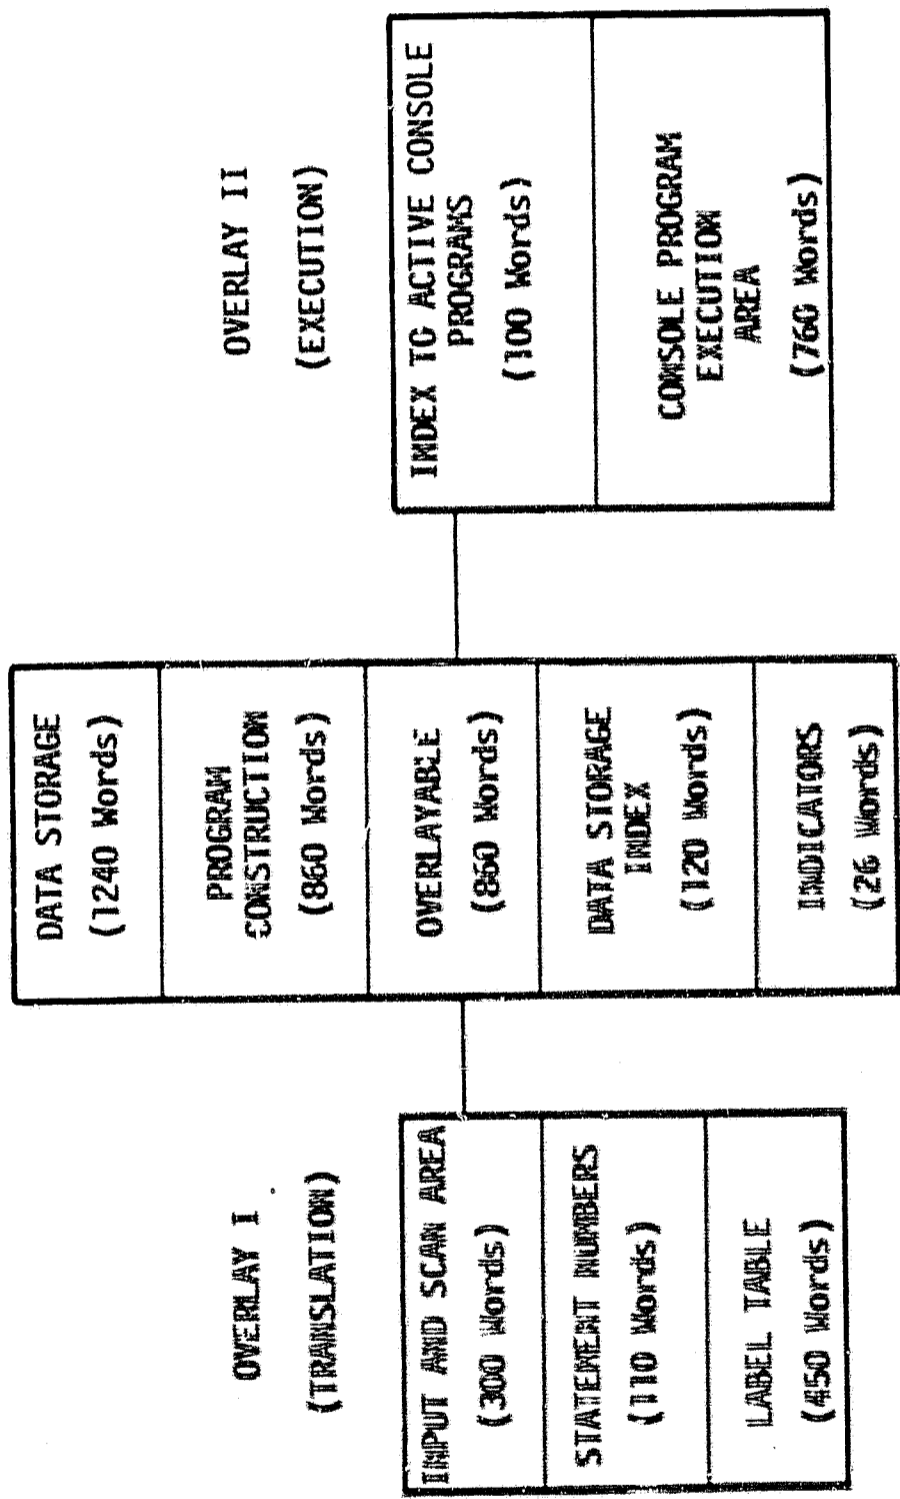 OVERLAY I
(TRANSLATION)
INPUT AND SCAN AREA
(300 Words)
STATEMENT NUMBERS
(110 Words)
LABEL TABLE
(450 Words)
DATA STORAGE
(1240 Words)
PROGRAM
CONSTRUCTION
(860 Words)
OVERLAYABLE
(860 Words)
DATA STORAGE
INDEX
(120 Words)
INDICATORS
(26 Words)
OVERLAY II
(EXECUTION)
INDEX TO ACTIVE CONSOLE
PROGRAMS
(100 Words)
CONSOLE PROGRAM
EXECUTION
AREA
(760 Words)